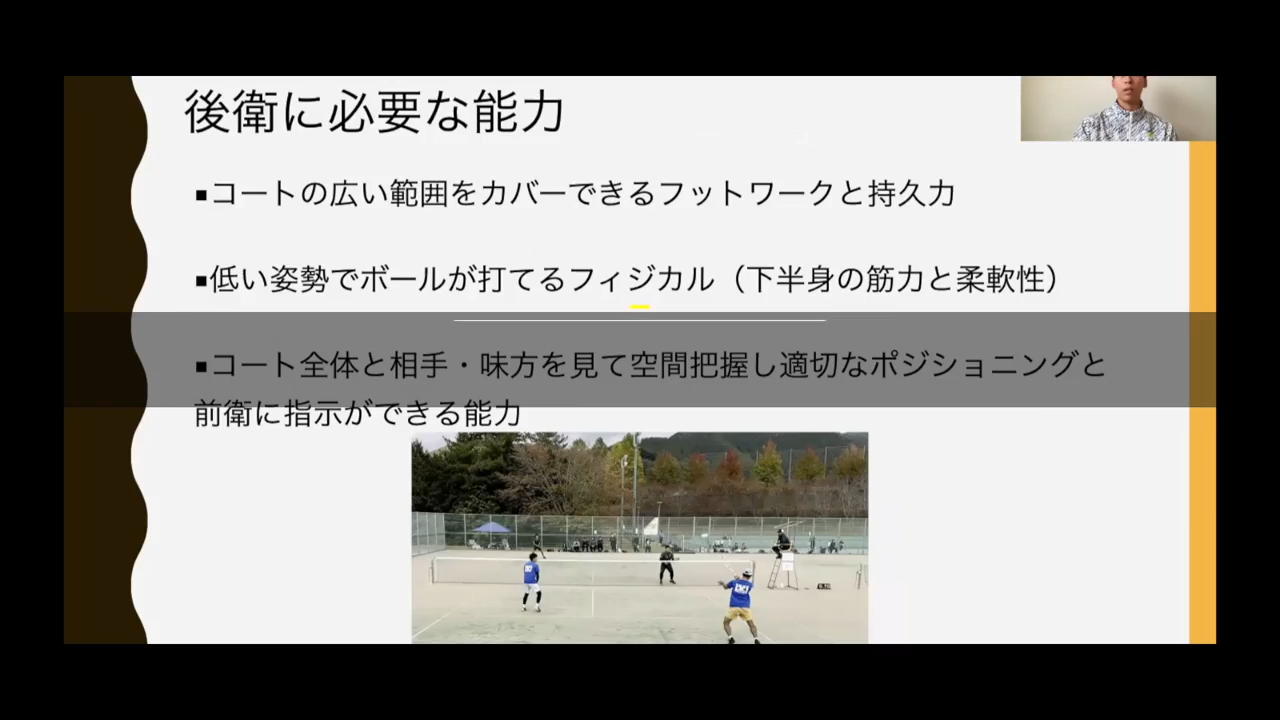 後衛に必要な能力
▪コートの広い範囲をカバーできるフットワークと持久力
▪低い姿勢でボールが打てるフィジカル（下半身の筋力と柔軟性）
▪コート全体と相手・味方を見て空間把握し適切なポジショニングと
前衛に指示ができる能力